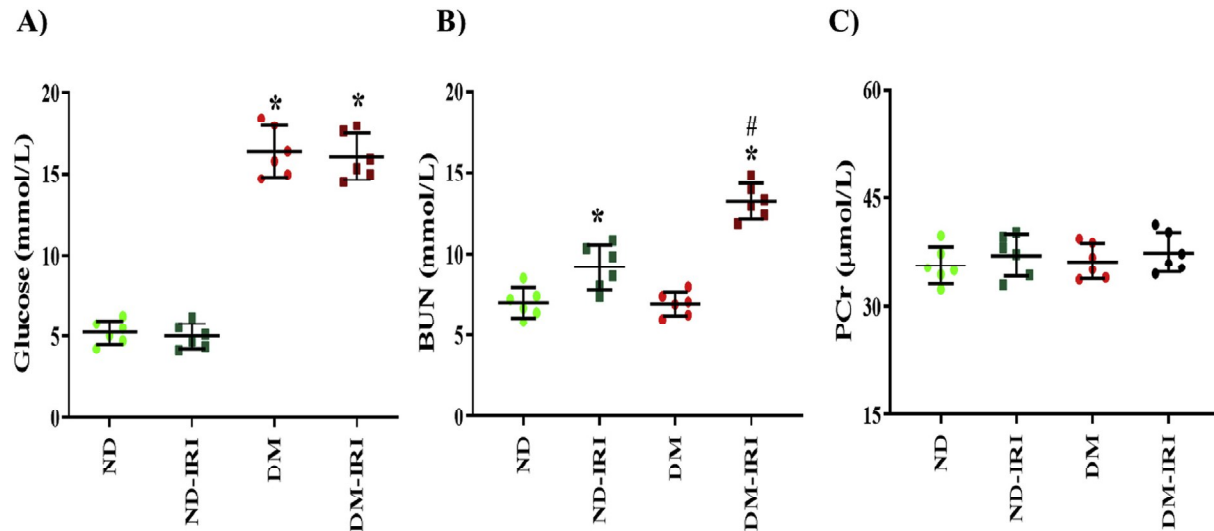 A)
Glucose (mmol/L)
20
15
10
5
0
* *
ND
ND-IRI
DM
DM-IRI
B)
BUN (mmol/L)
20
15
10
5
0
*
#
*
ND
ND-IRI
DM
DM-IRI
C)
PCr (µmol/L)
60
45
30
15
ND
ND-IRI
DM
DM-IRI